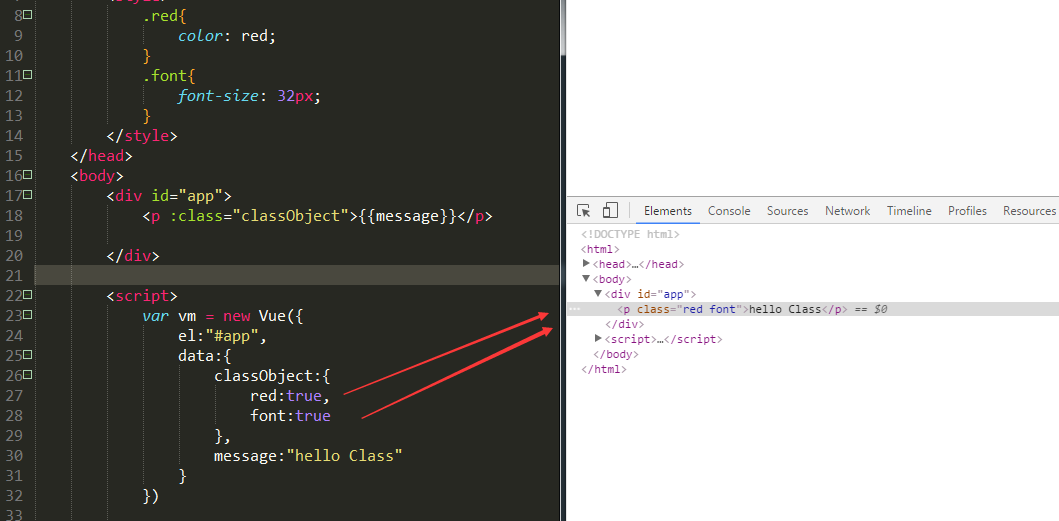 8 .red{
9 color: red;
10 }
11 .font{
12 font-size: 32px;
13 }
14 </style>
15 </head>
16 <body>
17 <div id="app">
18 <p :class="classObject">{{message}}</p>
19
20 </div>
21
22 <script>
23 var vm = new Vue({
24 el:"#app",
25 data:{
26 classObject:{
27 red:true,
28 font:true
29 },
30 message:"hello Class"
31 }
32 })
33
Elements Console Sources Network Timeline Profiles Resources
<!DOCTYPE html>
<html>
<head>…</head>
<body>
<div id="app">
… <p class="red font">hello Class</p> == $0
</div>
<script>…</script>
</body>
</html>